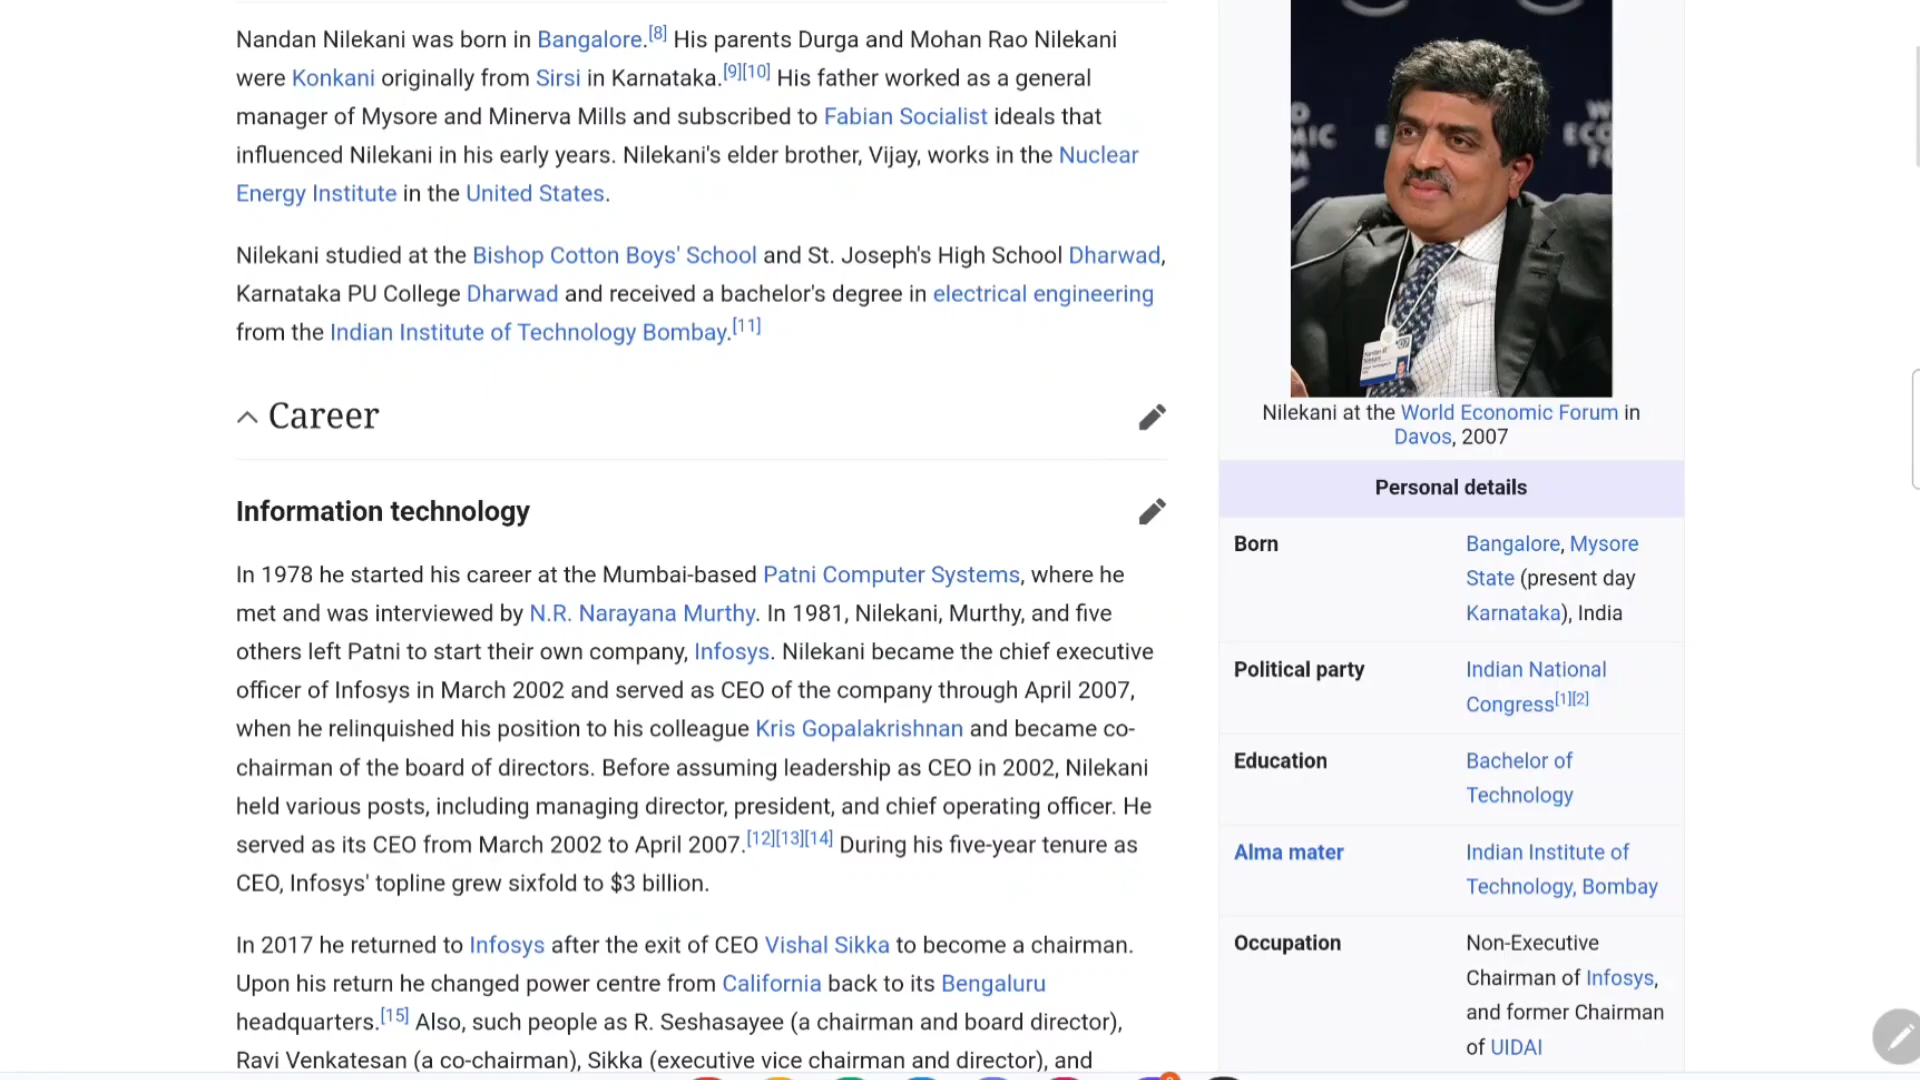 Nandan Nilekani was born in Bangalore.[8] His parents Durga and Mohan Rao Nilekani
were Konkani originally from Sirsi in Karnataka.[9][10] His father worked as a general
manager of Mysore and Minerva Mills and subscribed to Fabian Socialist ideals that
influenced Nilekani in his early years. Nilekani's elder brother, Vijay, works in the Nuclear
Energy Institute in the United States.
Nilekani studied at the Bishop Cotton Boys' School and St. Joseph's High School Dharwad,
Karnataka PU College Dharwad and received a bachelor's degree in electrical engineering
from the Indian Institute of Technology Bombay.[11]
Career
Information technology
In 1978 he started his career at the Mumbai-based Patni Computer Systems, where he
met and was interviewed by N.R. Narayana Murthy. In 1981, Nilekani, Murthy, and five
others left Patni to start their own company, Infosys. Nilekani became the chief executive
officer of Infosys in March 2002 and served as CEO of the company through April 2007,
when he relinquished his position to his colleague Kris Gopalakrishnan and became co-
chairman of the board of directors. Before assuming leadership as CEO in 2002, Nilekani
held various posts, including managing director, president, and chief operating officer. He
served as its CEO from March 2002 to April 2007.[12][13][14] During his five-year tenure as
CEO, Infosys' topline grew sixfold to $3 billion.
In 2017 he returned to Infosys after the exit of CEO Vishal Sikka to become a chairman.
Upon his return he changed power centre from California back to its Bengaluru
headquarters.[15] Also, such people as R. Seshasayee (a chairman and board director),
Ravi Venkatesan (a co-chairman), Sikka (executive vice chairman and director), and
Nilekani at the World Economic Forum in
Davos, 2007
Personal details
Born
Bangalore, Mysore
State (present day
Karnataka), India
Political party
Indian National
Congress[1][2]
Education
Bachelor of
Technology
Alma mater
Indian Institute of
Technology, Bombay
Occupation
Non-Executive
Chairman of Infosys,
and former Chairman
of UIDAI